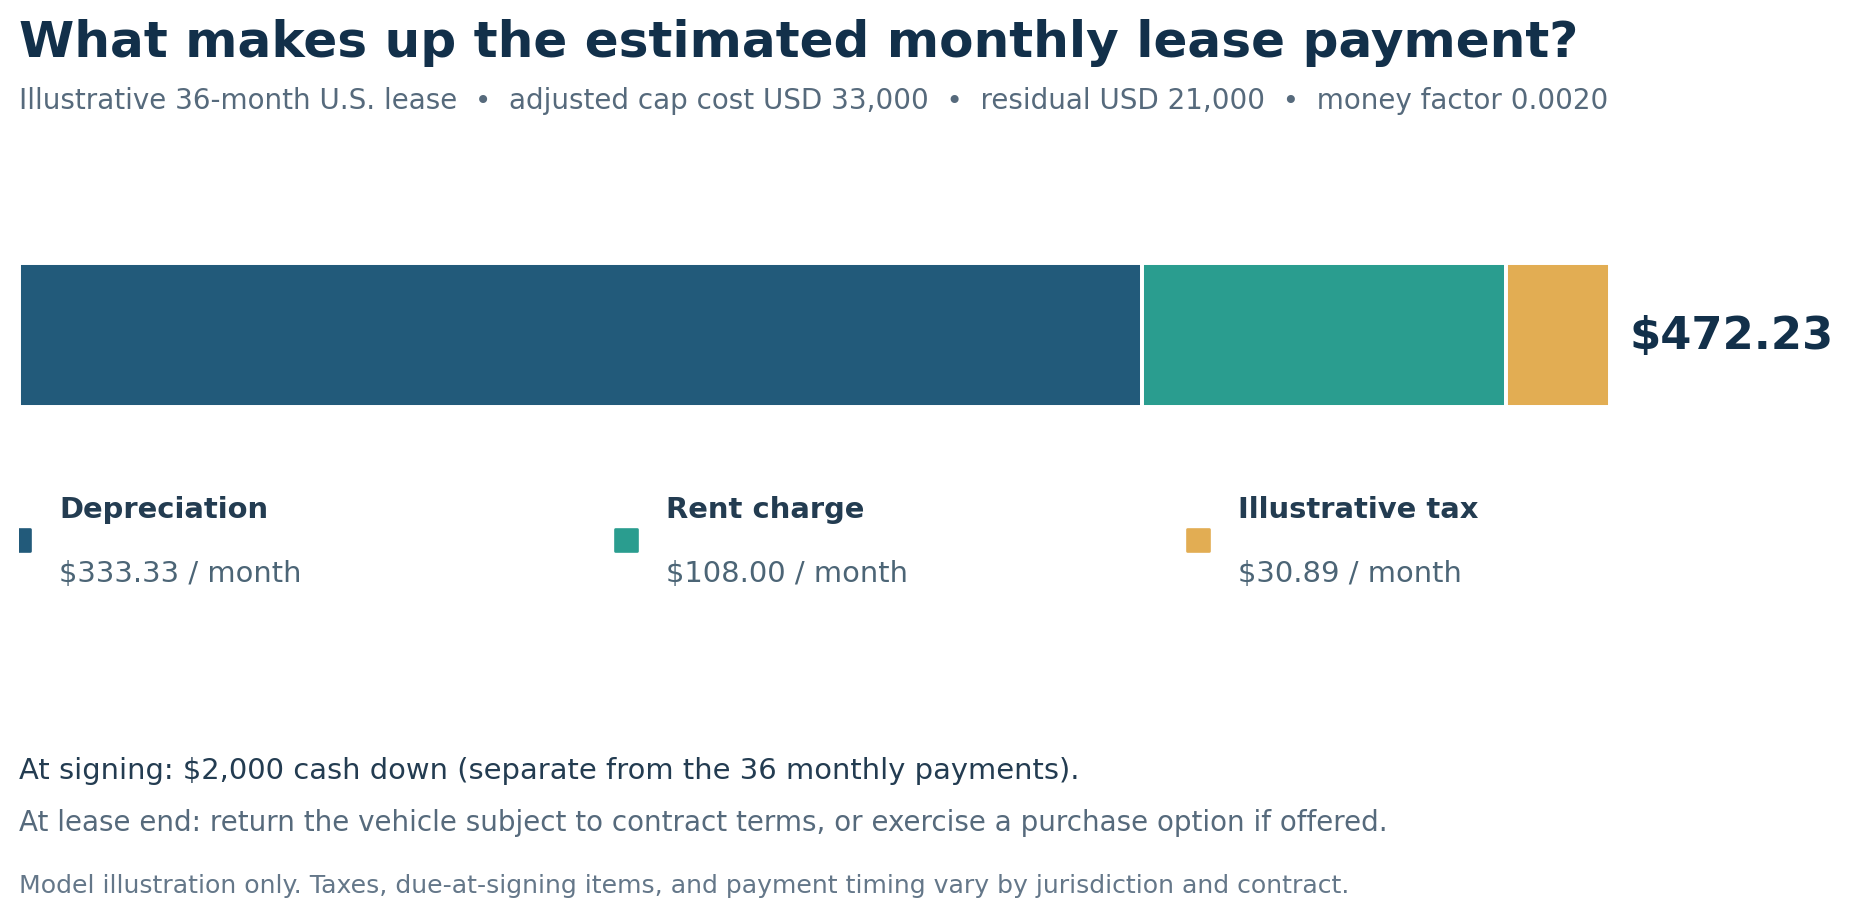 What makes up the estimated monthly lease payment?
Illustrative 36-month U.S. lease • adjusted cap cost USD 33,000 • residual USD 21,000 • money factor 0.0020
$472.23
Depreciation
$333.33 / month
Rent charge
$108.00 / month
Illustrative tax
$30.89 / month
At signing: $2,000 cash down (separate from the 36 monthly payments).
At lease end: return the vehicle subject to contract terms, or exercise a purchase option if offered.
Model illustration only. Taxes, due-at-signing items, and payment timing vary by jurisdiction and contract.